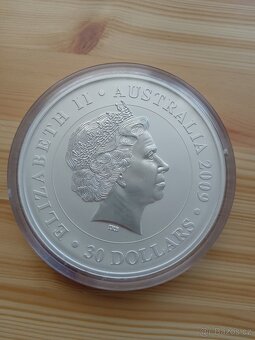 ELIZABETH II • AUSTRALIA 2009
• 30 DOLLARS •